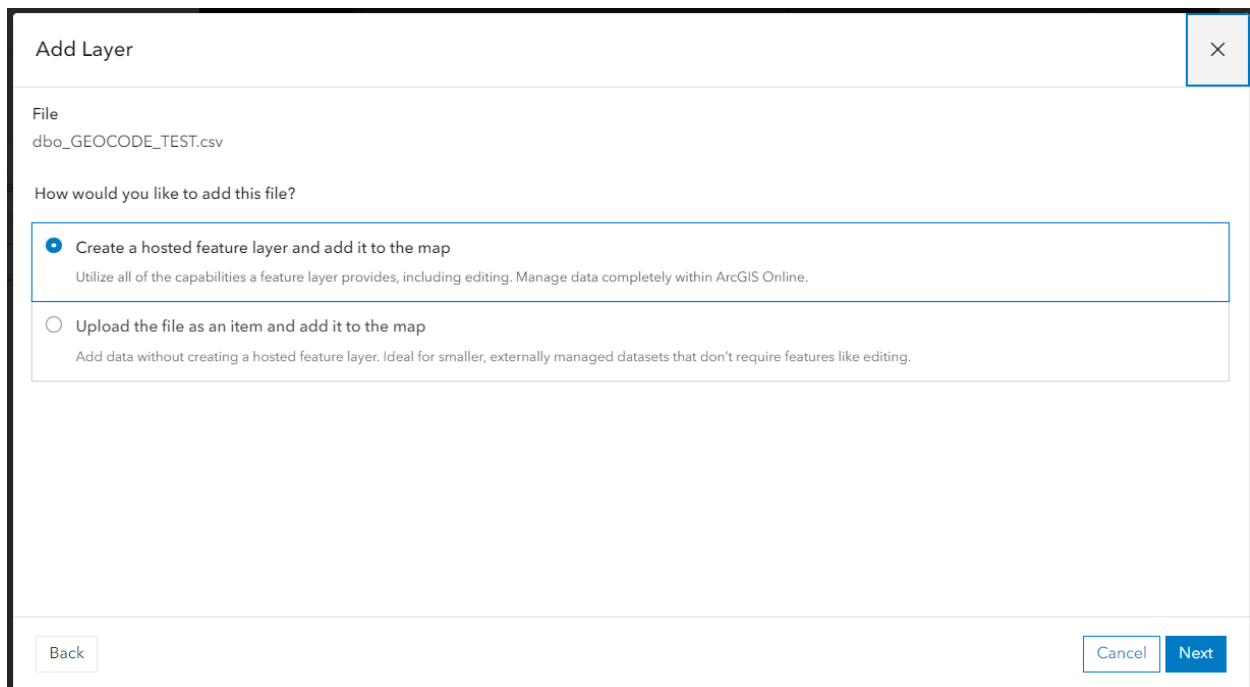 Add Layer
File
dbo_GEOCODE_TEST.csv
How would you like to add this file?
Create a hosted feature layer and add it to the map
Utilize all of the capabilities a feature layer provides, including editing. Manage data completely within ArcGIS Online.
Upload the file as an item and add it to the map
Add data without creating a hosted feature layer. Ideal for smaller, externally managed datasets that don't require features like editing.
Back
Cancel
Next